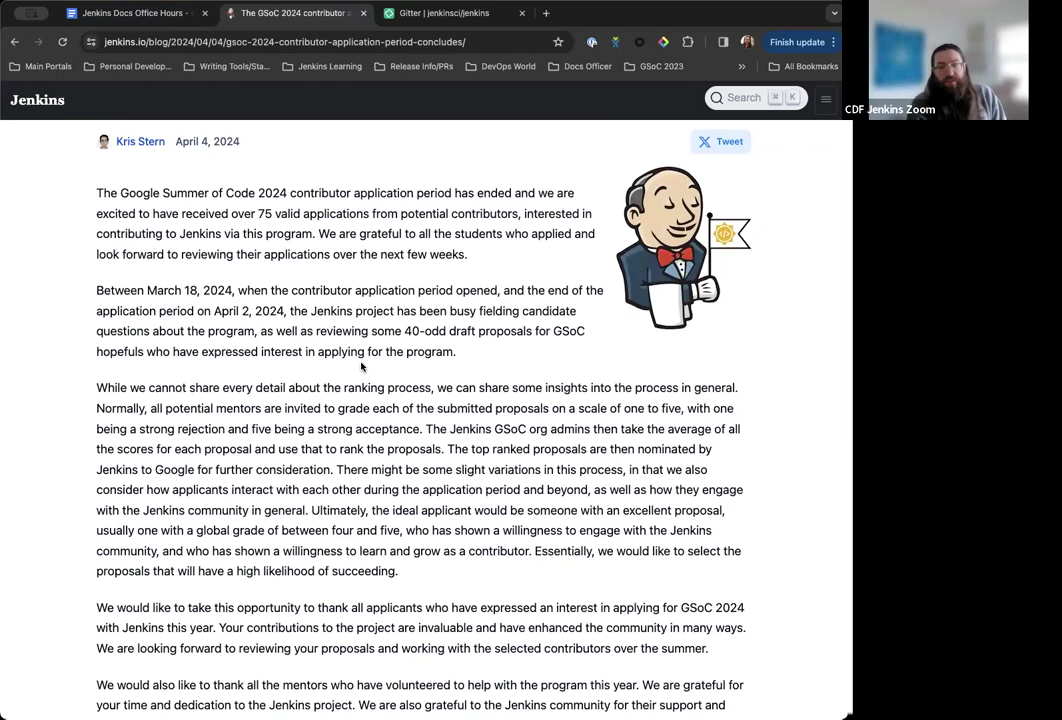 Jenkins Docs Office Hours -
The GSoC 2024 contributor a
Gitter | jenkinsci/jenkins
jenkins.io/blog/2024/04/04/gsoc-2024-contributor-application-period-concludes/
Finish update
Main Portals
Personal Develop...
Writing Tools/Sta...
Jenkins Learning
Release Info/PRs
DevOps World
Docs Officer
GSoC 2023
»
All Bookmarks
CDF Jenkins Zoom
Jenkins
Search ⌘ K
Kris Stern April 4, 2024
Tweet
The Google Summer of Code 2024 contributor application period has ended and we are
excited to have received over 75 valid applications from potential contributors, interested in
contributing to Jenkins via this program. We are grateful to all the students who applied and
look forward to reviewing their applications over the next few weeks.
Between March 18, 2024, when the contributor application period opened, and the end of the
application period on April 2, 2024, the Jenkins project has been busy fielding candidate
questions about the program, as well as reviewing some 40-odd draft proposals for GSoC
hopefuls who have expressed interest in applying for the program.
While we cannot share every detail about the ranking process, we can share some insights into the process in general.
Normally, all potential mentors are invited to grade each of the submitted proposals on a scale of one to five, with one
being a strong rejection and five being a strong acceptance. The Jenkins GSoC org admins then take the average of all
the scores for each proposal and use that to rank the proposals. The top ranked proposals are then nominated by
Jenkins to Google for further consideration. There might be some slight variations in this process, in that we also
consider how applicants interact with each other during the application period and beyond, as well as how they engage
with the Jenkins community in general. Ultimately, the ideal applicant would be someone with an excellent proposal,
usually one with a global grade of between four and five, who has shown a willingness to engage with the Jenkins
community, and who has shown a willingness to learn and grow as a contributor. Essentially, we would like to select the
proposals that will have a high likelihood of succeeding.
We would like to take this opportunity to thank all applicants who have expressed an interest in applying for GSoC 2024
with Jenkins this year. Your contributions to the project are invaluable and have enhanced the community in many ways.
We are looking forward to reviewing your proposals and working with the selected contributors over the summer.
We would also like to thank all the mentors who have volunteered to help with the program this year. We are grateful for
your time and dedication to the Jenkins project. We are also grateful to the Jenkins community for their support and